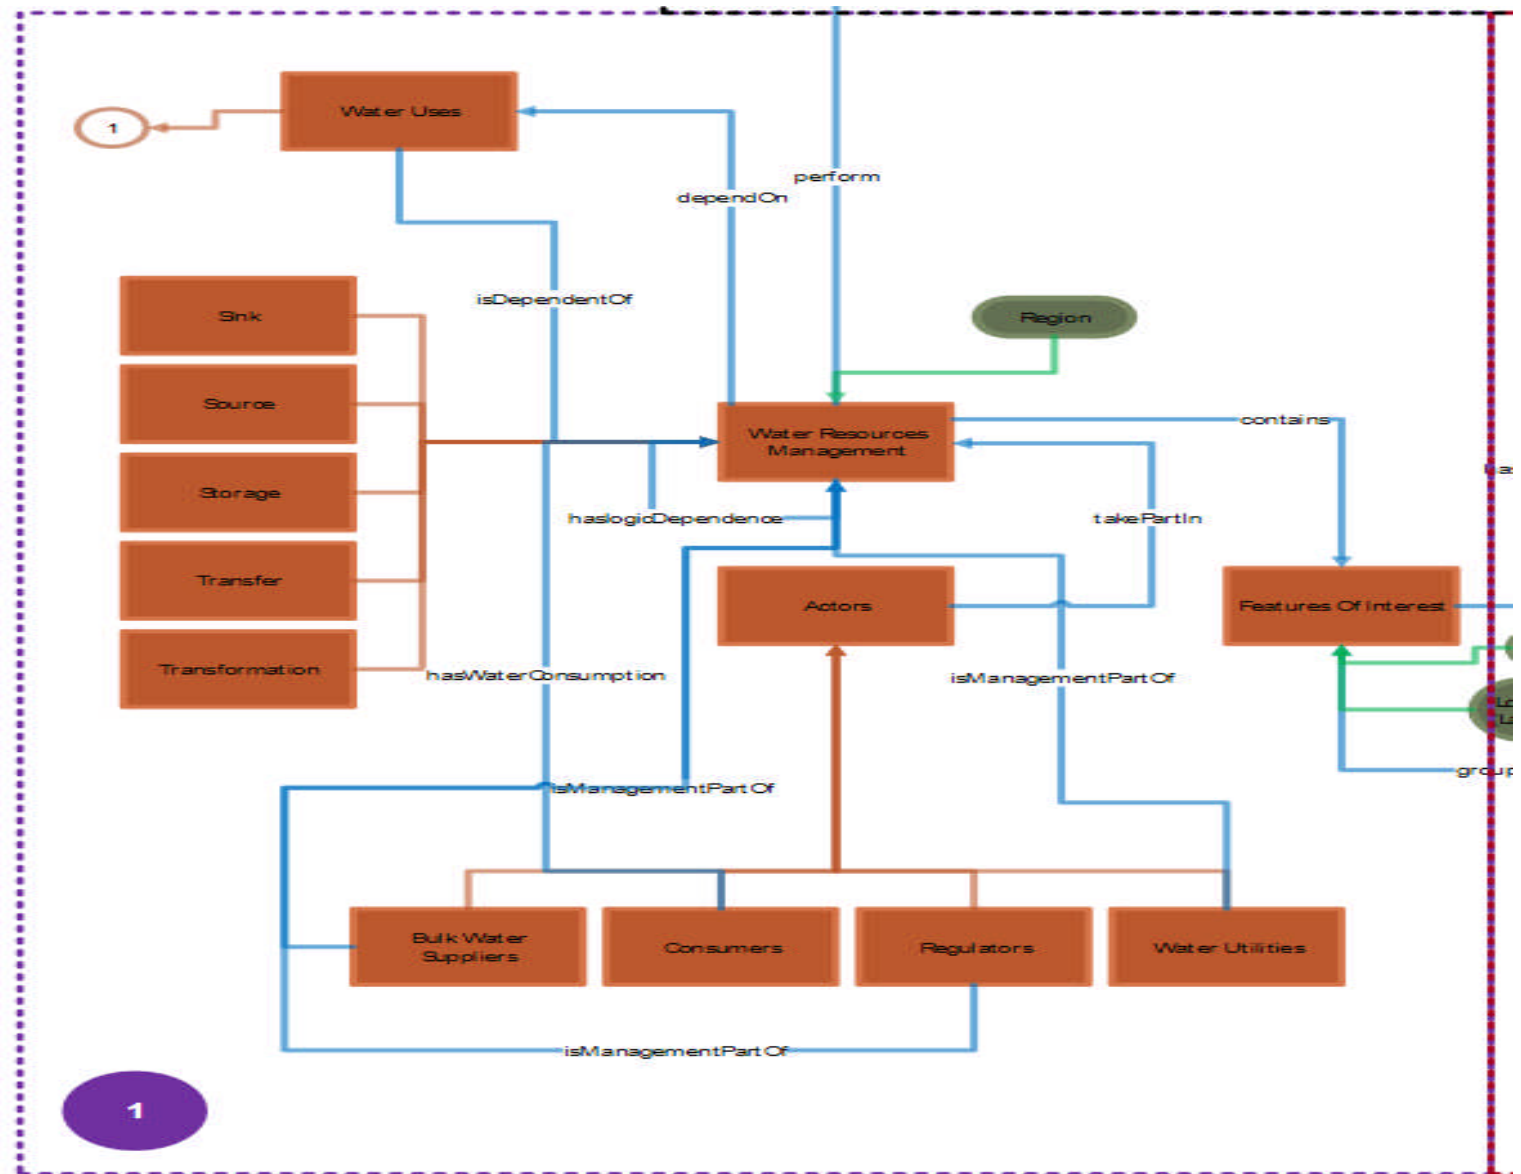 Water Uses
1
perform
dependOn
isDependentOf
Region
Sink
Source
Storage
Transfer
Transformation
Water Resources
Management
contains
haslogicDependence
takePartIn
Actors
Features Of Interest
hasWaterConsumption
isManagementPartOf
isManagementPartOf
group
Bulk Water
Suppliers
Consumers
Regulators
Water Utilities
isManagementPartOf
1